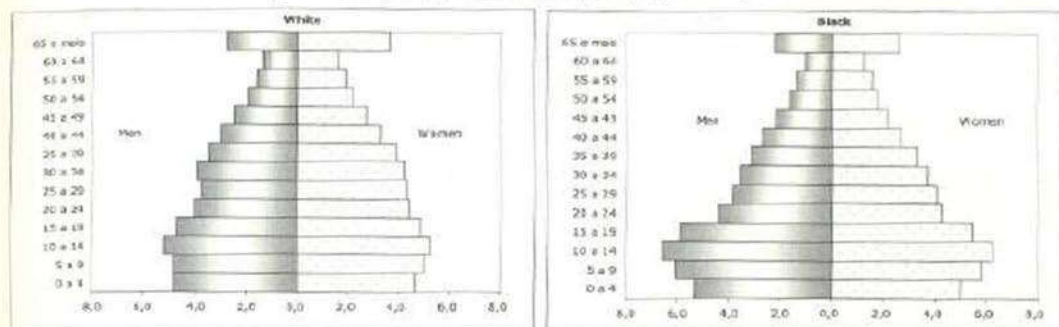 White
65 e mais
60 a 64
55 a 59
50 a 54
45 a 49
40 a 44
35 a 39
30 a 34
25 a 29
20 a 24
15 a 19
10 a 14
5 a 9
0 a 4
Men
Women
8,0 6,0 4,0 2,0 0,0 2,0 4,0 6,0 8,0
Black
65 e mais
60 a 64
55 a 59
50 a 54
45 a 49
40 a 44
35 a 39
30 a 34
25 a 29
20 a 24
15 a 19
10 a 14
5 a 9
0 a 4
Men
Women
8,0 6,0 4,0 2,0 0,0 2,0 4,0 6,0 8,0